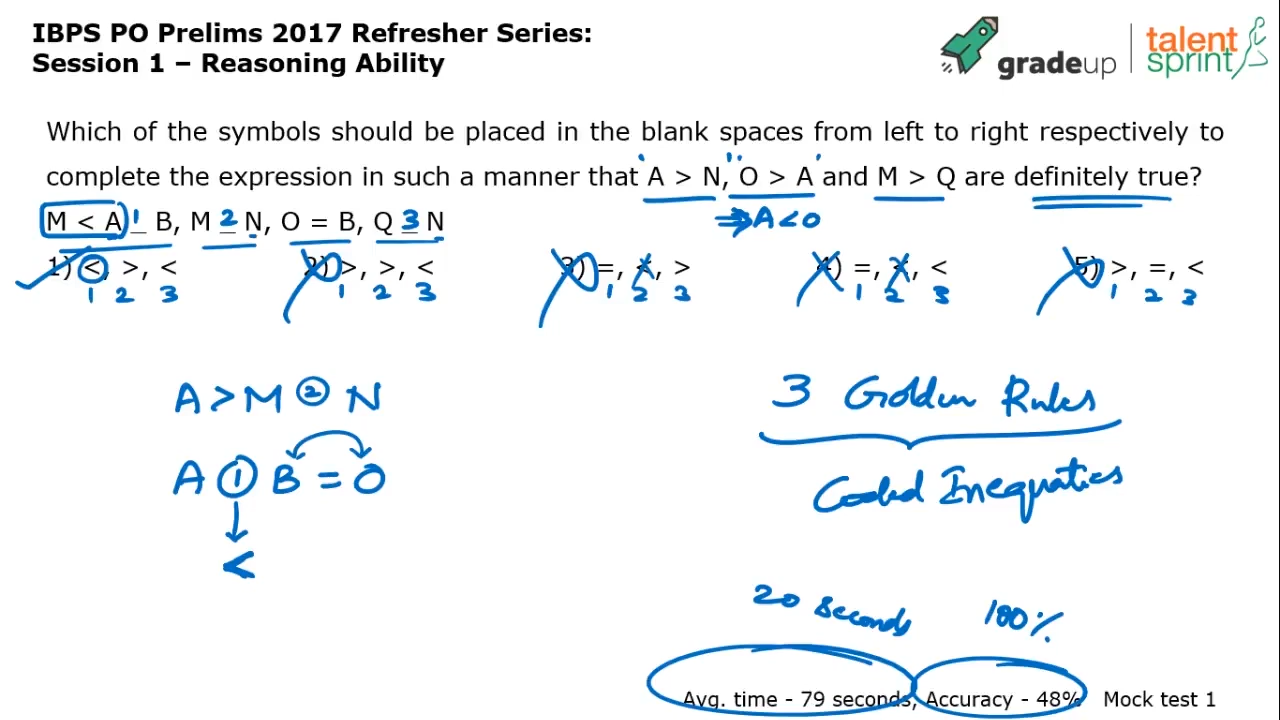 IBPS PO Prelims 2017 Refresher Series:
Session 1 – Reasoning Ability
gradeup
talent
sprint
Which of the symbols should be placed in the blank spaces from left to right respectively to
complete the expression in such a manner that A > N, O > A and M > Q are definitely true?
⇒ A < O
M < A 1 B, M 2 N, O = B, Q 3 N
1) <, >, < 2) >, >, < 3) =, <, > 4) =, <, < 5) >, =, <
1 2 3 1 2 3 1 2 3 1 2 3 1 2 3
A > M 2 N
A 1 B = O
<
3 Golden Rules
Coded Inequaties
20 seconds 100%
Avg. time - 79 seconds, Accuracy - 48% Mock test 1